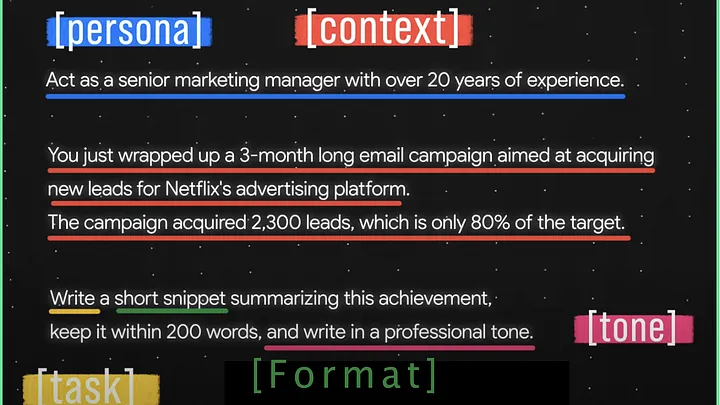 [persona] [context]
Act as a senior marketing manager with over 20 years of experience.
You just wrapped up a 3-month long email campaign aimed at acquiring
new leads for Netflix's advertising platform.
The campaign acquired 2,300 leads, which is only 80% of the target.
Write a short snippet summarizing this achievement,
keep it within 200 words, and write in a professional tone.
[tone]
[task] [Format]